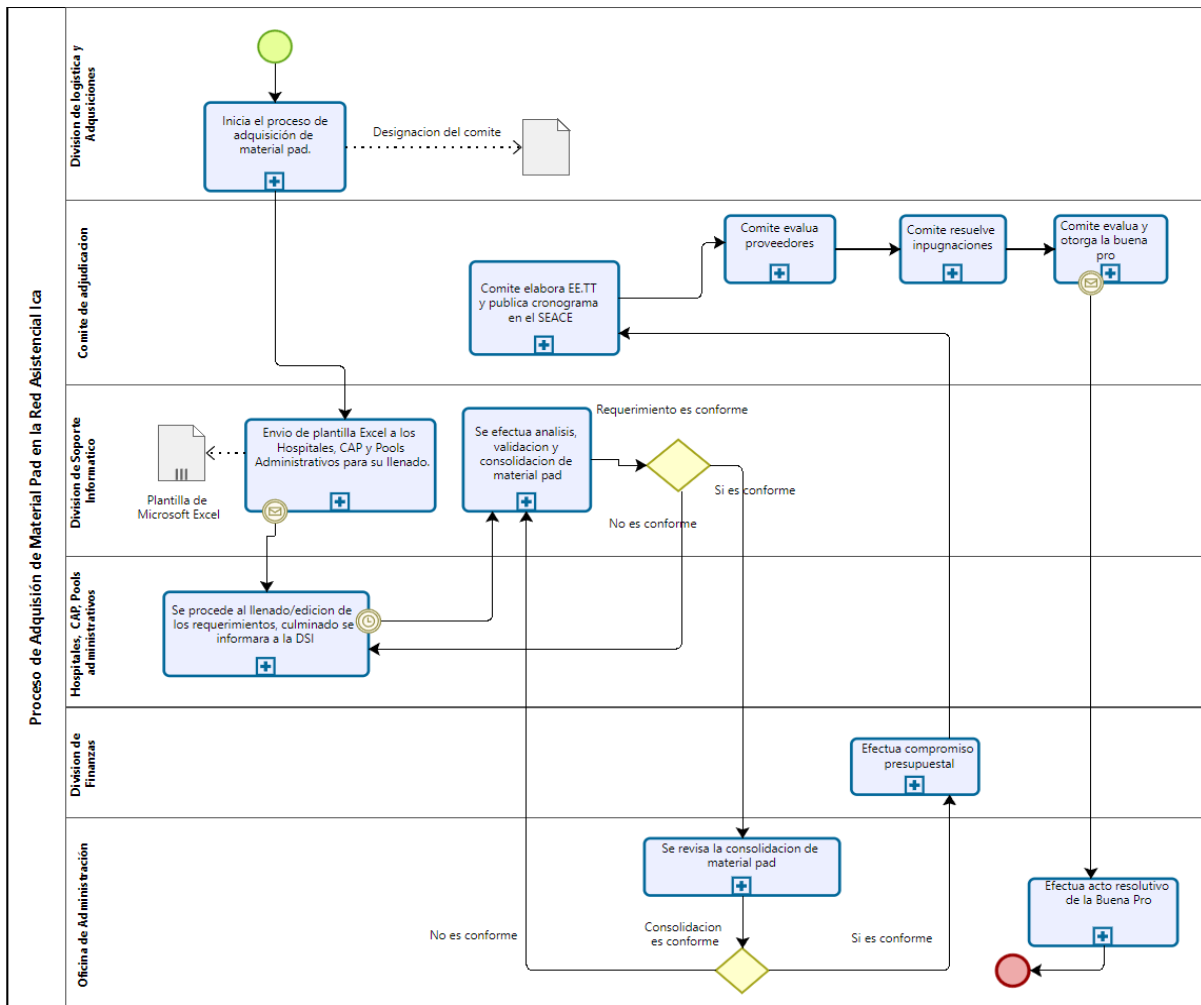 Proceso de Adquisión de Material Pad en la Red Asistencial Ica
Division de logistica y
Adqusiciones
Inicia el proceso de
adquisición de
material pad.
Designacion del comite
Comite de adjudicacion
Comite elabora EE.TT
y publica cronograma
en el SEACE
Comite evalua
proveedores
Comite resuelve
inpugnaciones
Comite evalua y
otorga la buena
pro
Division de Soporte
Informatico
Plantilla de
Microsoft Excel
Envio de plantilla Excel a los
Hospitales, CAP y Pools
Administrativos para su llenado.
Se efectua analisis,
validacion y
consolidacion de
material pad
Requerimiento es conforme
Si es conforme
No es conforme
Hospitales, CAP, Pools
administrativos
Se procede al llenado/edicion de
los requerimientos, culminado se
informara a la DSI
Division de
Finanzas
Efectua compromiso
presupuestal
Oficina de Administración
Se revisa la consolidacion de
material pad
No es conforme
Consolidacion
es conforme
Si es conforme
Efectua acto resolutivo
de la Buena Pro